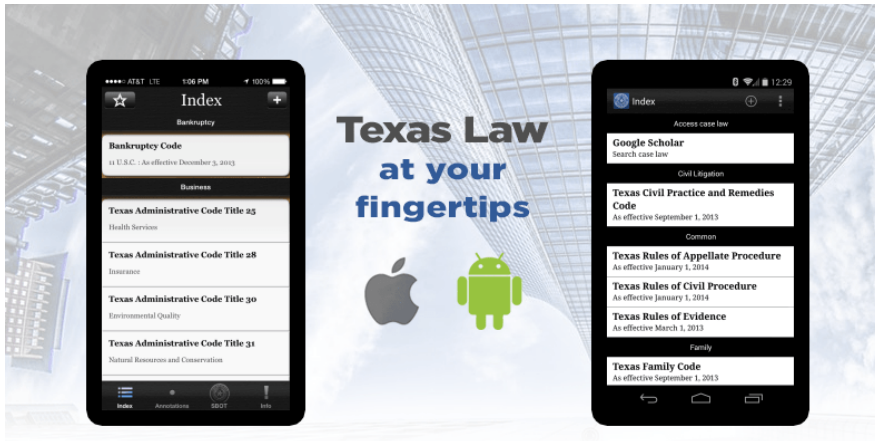 AT&T LTE 1:06 PM 100%
Index
Bankruptcy
Bankruptcy Code
11 U.S.C. : As effective December 3, 2013
Business
Texas Administrative Code Title 25
Health Services
Texas Administrative Code Title 28
Insurance
Texas Administrative Code Title 30
Environmental Quality
Texas Administrative Code Title 31
Natural Resources and Conservation
Index Annotations SBOT Info
Texas Law
at your
fingertips
12:29
Index
Access case law
Google Scholar
Search case law
Civil Litigation
Texas Civil Practice and Remedies
Code
As effective September 1, 2013
Common
Texas Rules of Appellate Procedure
As effective January 1, 2014
Texas Rules of Civil Procedure
As effective January 1, 2014
Texas Rules of Evidence
As effective March 1, 2013
Family
Texas Family Code
As effective September 1, 2013